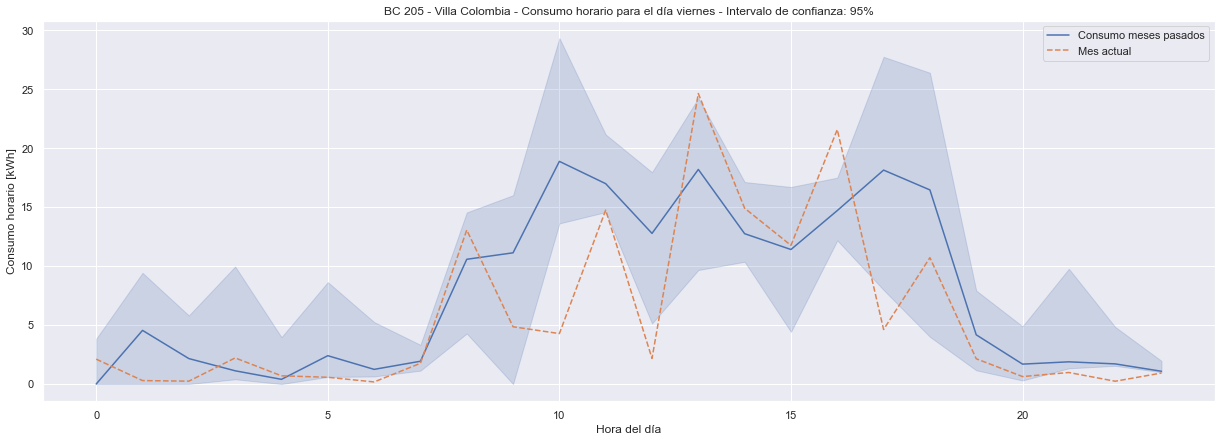 BC 205 - Villa Colombia - Consumo horario para el día viernes - Intervalo de confianza: 95%
Consumo meses pasados
Mes actual
Consumo horario [kWh]
30
25
20
15
10
5
0
0 5 10 15 20
Hora del día